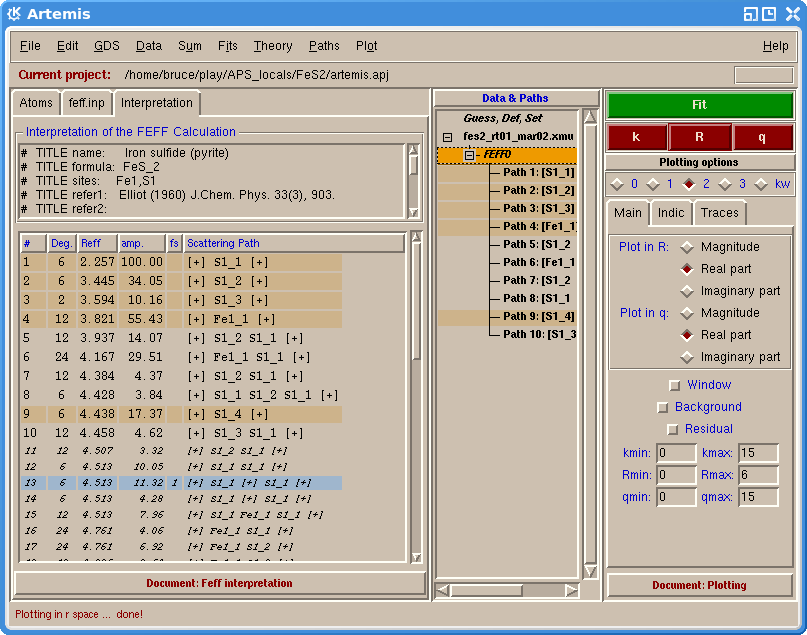 Artemis
File Edit GDS Data Sum Fits Theory Paths Plot Help
Current project: /home/bruce/play/APS_locals/FeS2/artemis.apj
Atoms feff.inp Interpretation
Interpretation of the FEFF Calculation
# TITLE name: Iron sulfide (pyrite)
# TITLE formula: FeS_2
# TITLE sites: Fe1,S1
# TITLE refer1: Elliot (1960) J.Chem. Phys. 33(3), 903.
# TITLE refer2:
# Deg. Reff amp. fs Scattering Path
1 6 2.257 100.00 [+] S1_1 [+]
2 6 3.445 34.05 [+] S1_2 [+]
3 2 3.594 10.16 [+] S1_3 [+]
4 12 3.821 55.43 [+] Fe1_1 [+]
5 12 3.937 14.07 [+] S1_2 S1_1 [+]
6 24 4.167 29.51 [+] Fe1_1 S1_1 [+]
7 12 4.384 4.37 [+] S1_2 S1_1 [+]
8 6 4.428 3.84 [+] S1_1 S1_2 S1_1 [+]
9 6 4.438 17.37 [+] S1_4 [+]
10 12 4.458 4.62 [+] S1_3 S1_1 [+]
11 12 4.507 3.32 [+] S1_2 S1_1 [+]
12 6 4.513 10.05 [+] S1_1 S1_1 [+]
13 6 4.513 11.32 1 [+] S1_1 [+] S1_1 [+]
14 6 4.513 4.28 [+] S1_1 S1_1 [+]
15 12 4.513 7.96 [+] S1_1 Fe1_1 S1_1 [+]
16 24 4.761 4.06 [+] Fe1_1 S1_1 [+]
17 24 4.761 6.92 [+] Fe1_1 S1_2 [+]
Document: Feff interpretation
Data & Paths
Guess, Def, Set
fes2_rt01_mar02.xmu
FEFF0
Path 1: [S1_1]
Path 2: [S1_2]
Path 3: [S1_3]
Path 4: [Fe1_1]
Path 5: [S1_2
Path 6: [Fe1_1
Path 7: [S1_2
Path 8: [S1_1
Path 9: [S1_4]
Path 10: [S1_3
Fit
k R q
Plotting options
0 1 2 3 kw
Main Indic Traces
Plot in R: Magnitude
Real part
Imaginary part
Plot in q: Magnitude
Real part
Imaginary part
Window
Background
Residual
kmin: 0 kmax: 15
Rmin: 0 Rmax: 6
qmin: 0 qmax: 15
Document: Plotting
Plotting in r space ... done!